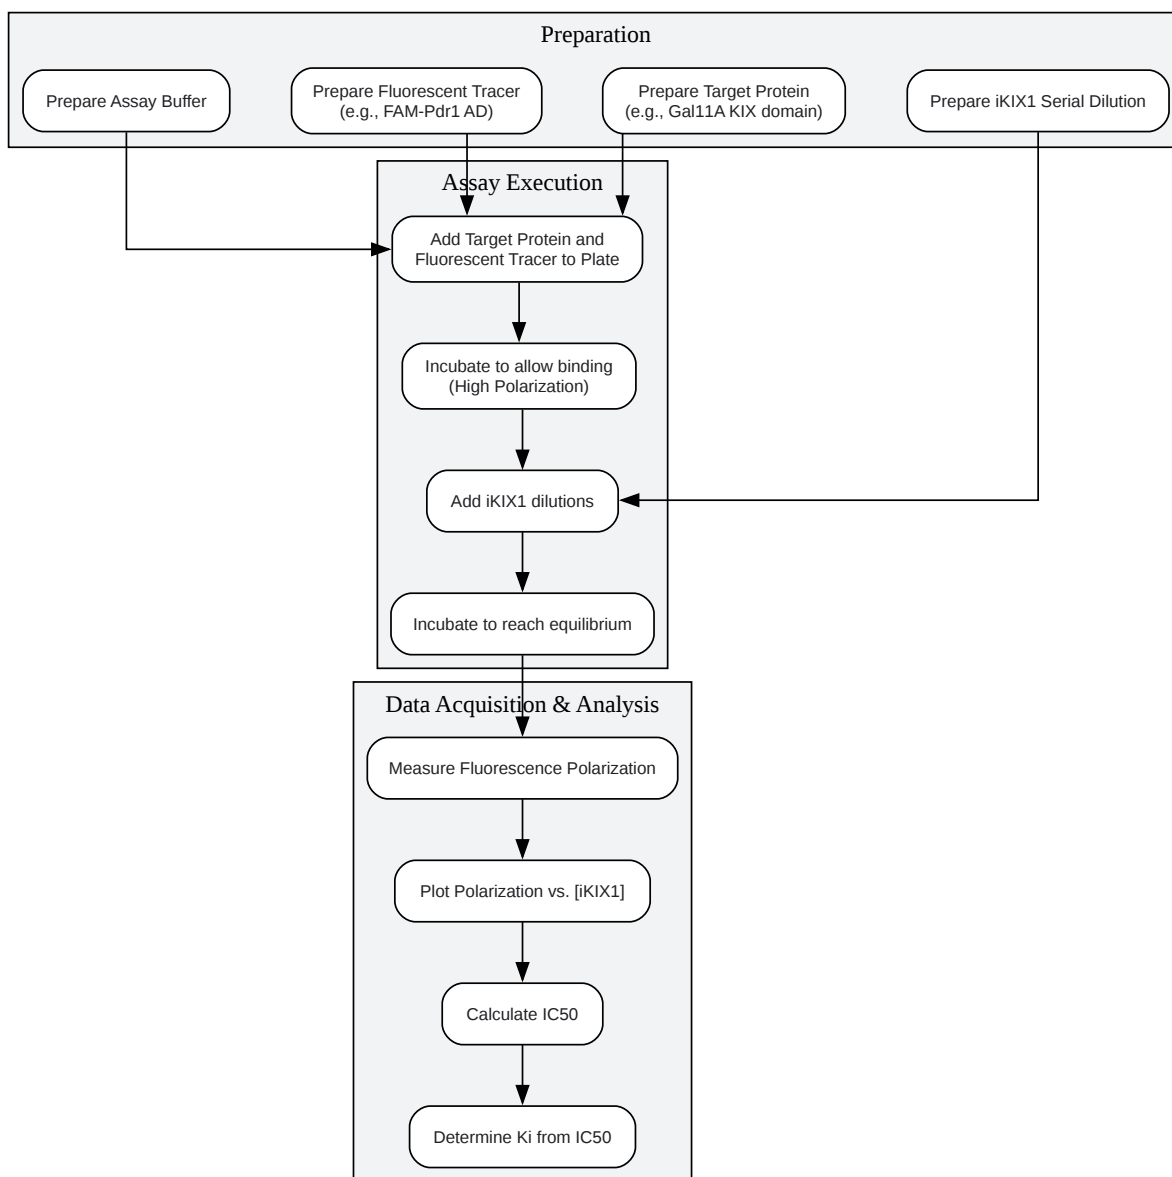 Preparation
Prepare Assay Buffer
Prepare Fluorescent Tracer
(e.g., FAM-Pdr1 AD)
Prepare Target Protein
(e.g., Gal11A KIX domain)
Prepare iKIX1 Serial Dilution
Assay Execution
Add Target Protein and
Fluorescent Tracer to Plate
Incubate to allow binding
(High Polarization)
Add iKIX1 dilutions
Incubate to reach equilibrium
Data Acquisition & Analysis
Measure Fluorescence Polarization
Plot Polarization vs. [iKIX1]
Calculate IC50
Determine Ki from IC50